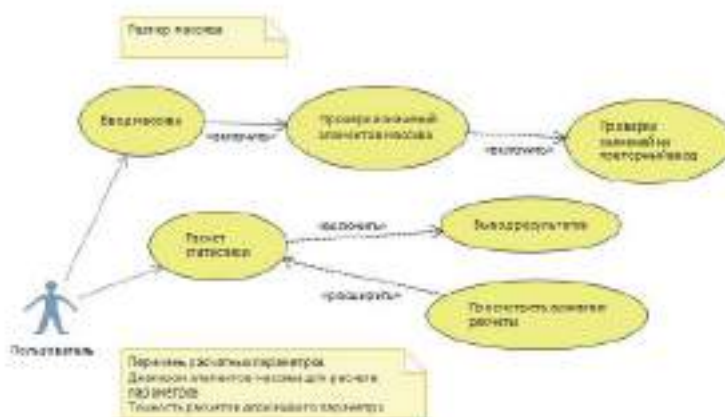 Размер массива
Ввод массива
«включить»
Проверка значений
элементов массива
«включить»
Проверка
значений на
повторный ввод
Расчет
статистики
«включить»
Вывод результатов
«расширить»
расчеты
Пользователь
Перечень расчетных параметров
Диапазон элементов массива для расчета
параметров
Точность расчетов параметра